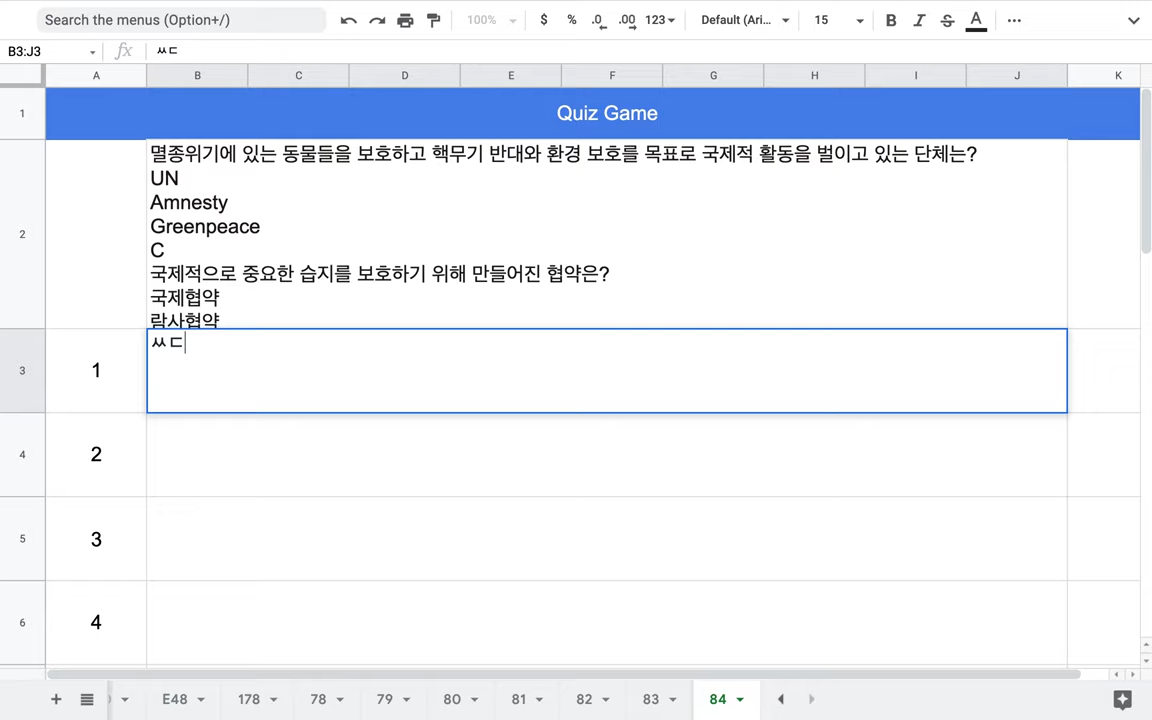 Search the menus (Option+/)
100%
$ % .0 .00 123
Default (Ari...
15
B I S A
B3:J3
fx
ㅆㄷ
A B C D E F G H I J K
1
Quiz Game
2
멸종위기에 있는 동물들을 보호하고 핵무기 반대와 환경 보호를 목표로 국제적 활동을 벌이고 있는 단체는?
UN
Amnesty
Greenpeace
C
국제적으로 중요한 습지를 보호하기 위해 만들어진 협약은?
국제협약
람사협약
3
1
ㅆㄷ
4
2
5
3
6
4
E48 178 78 79 80 81 82 83 84